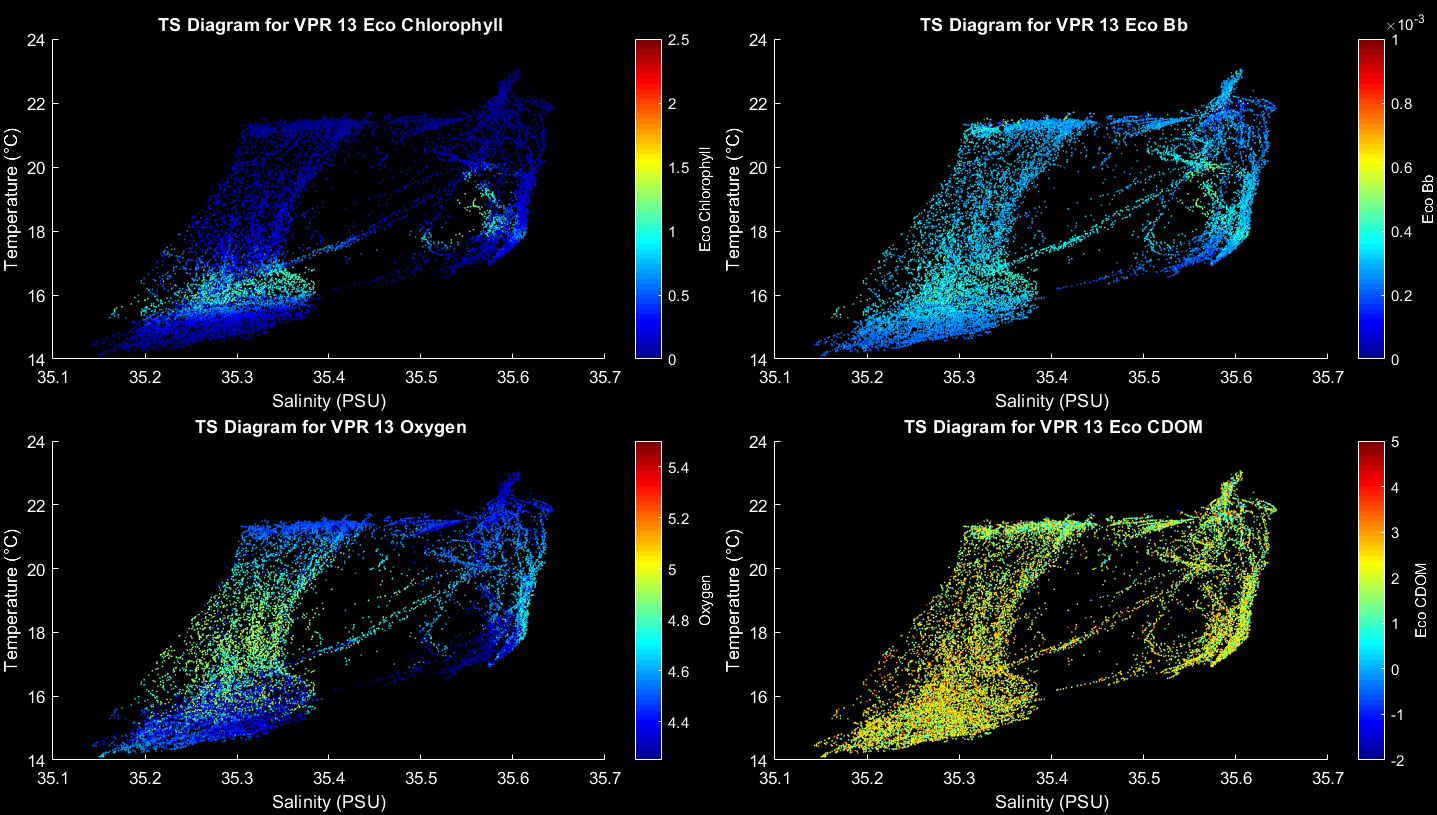 TS Diagram for VPR 13 Eco Chlorophyll
24
22
20
18
16
14
35.1 35.2 35.3 35.4 35.5 35.6 35.7
Temperature (°C)
Salinity (PSU)
2.5
2
1.5
1
0.5
0
Eco Chlorophyll
TS Diagram for VPR 13 Eco Bb
24
22
20
18
16
14
35.1 35.2 35.3 35.4 35.5 35.6 35.7
Temperature (°C)
Salinity (PSU)
×10-3
1
0.8
0.6
0.4
0.2
0
Eco Bb
TS Diagram for VPR 13 Oxygen
24
22
20
18
16
14
35.1 35.2 35.3 35.4 35.5 35.6 35.7
Temperature (°C)
Salinity (PSU)
5.4
5.2
5
4.8
4.6
4.4
Oxygen
TS Diagram for VPR 13 Eco CDOM
24
22
20
18
16
14
35.1 35.2 35.3 35.4 35.5 35.6 35.7
Temperature (°C)
Salinity (PSU)
5
4
3
2
1
0
-1
-2
Eco CDOM